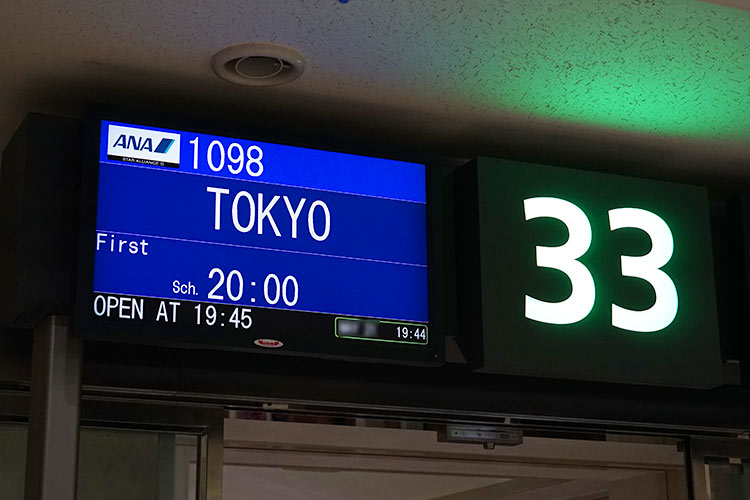 ANA
STAR ALLIANCE
1098
TOKYO
First
Sch. 20:00
OPEN AT 19:45
19:44
33